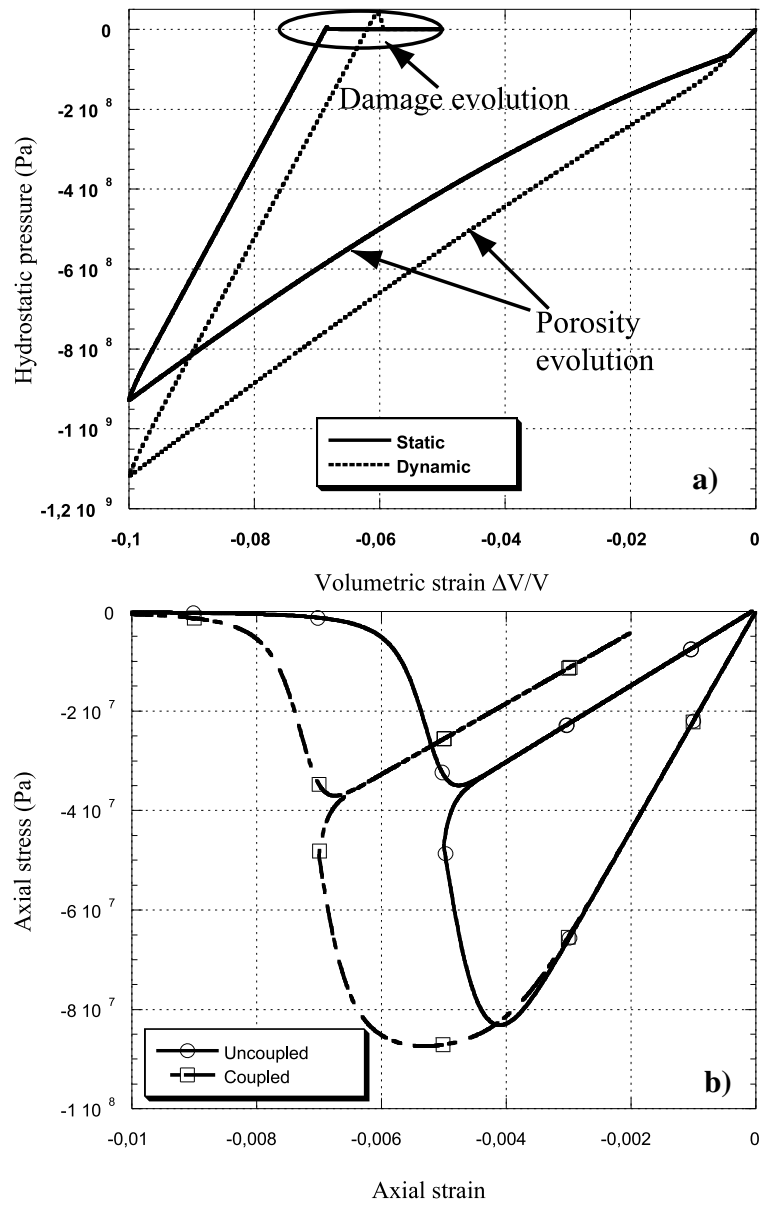 0
Damage evolution
-2 10 8
-4 10 8
-6 10 8
-8 10 8
-1 10 9
-1,2 10 9
Hydrostatic pressure (Pa)
Porosity
evolution
Static
Dynamic
a)
-0,1 -0,08 -0,06 -0,04 -0,02 0
Volumetric strain ΔV/V
0
-2 10 7
-4 10 7
-6 10 7
-8 10 7
-1 10 8
Axial stress (Pa)
Uncoupled
Coupled
b)
-0,01 -0,008 -0,006 -0,004 -0,002 0
Axial strain